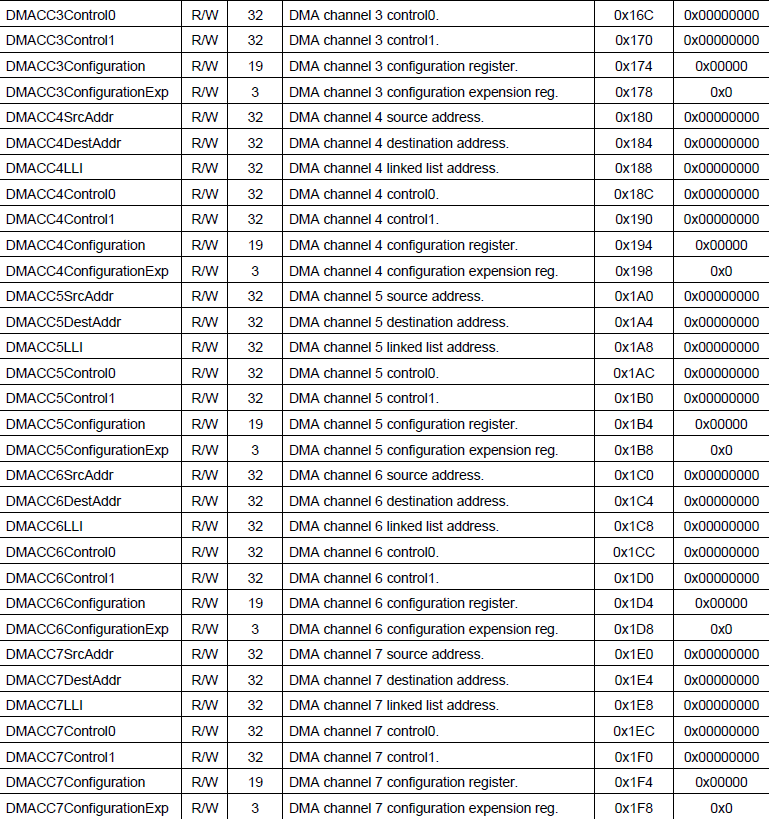 DMACC3Control0 R/W 32 DMA channel 3 control0. 0x16C 0x00000000
DMACC3Control1 R/W 32 DMA channel 3 control1. 0x170 0x00000000
DMACC3Configuration R/W 19 DMA channel 3 configuration register. 0x174 0x00000
DMACC3ConfigurationExp R/W 3 DMA channel 3 configuration expension reg. 0x178 0x0
DMACC4SrcAddr R/W 32 DMA channel 4 source address. 0x180 0x00000000
DMACC4DestAddr R/W 32 DMA channel 4 destination address. 0x184 0x00000000
DMACC4LLI R/W 32 DMA channel 4 linked list address. 0x188 0x00000000
DMACC4Control0 R/W 32 DMA channel 4 control0. 0x18C 0x00000000
DMACC4Control1 R/W 32 DMA channel 4 control1. 0x190 0x00000000
DMACC4Configuration R/W 19 DMA channel 4 configuration register. 0x194 0x00000
DMACC4ConfigurationExp R/W 3 DMA channel 4 configuration expension reg. 0x198 0x0
DMACC5SrcAddr R/W 32 DMA channel 5 source address. 0x1A0 0x00000000
DMACC5DestAddr R/W 32 DMA channel 5 destination address. 0x1A4 0x00000000
DMACC5LLI R/W 32 DMA channel 5 linked list address. 0x1A8 0x00000000
DMACC5Control0 R/W 32 DMA channel 5 control0. 0x1AC 0x00000000
DMACC5Control1 R/W 32 DMA channel 5 control1. 0x1B0 0x00000000
DMACC5Configuration R/W 19 DMA channel 5 configuration register. 0x1B4 0x00000
DMACC5ConfigurationExp R/W 3 DMA channel 5 configuration expension reg. 0x1B8 0x0
DMACC6SrcAddr R/W 32 DMA channel 6 source address. 0x1C0 0x00000000
DMACC6DestAddr R/W 32 DMA channel 6 destination address. 0x1C4 0x00000000
DMACC6LLI R/W 32 DMA channel 6 linked list address. 0x1C8 0x00000000
DMACC6Control0 R/W 32 DMA channel 6 control0. 0x1CC 0x00000000
DMACC6Control1 R/W 32 DMA channel 6 control1. 0x1D0 0x00000000
DMACC6Configuration R/W 19 DMA channel 6 configuration register. 0x1D4 0x00000
DMACC6ConfigurationExp R/W 3 DMA channel 6 configuration expension reg. 0x1D8 0x0
DMACC7SrcAddr R/W 32 DMA channel 7 source address. 0x1E0 0x00000000
DMACC7DestAddr R/W 32 DMA channel 7 destination address. 0x1E4 0x00000000
DMACC7LLI R/W 32 DMA channel 7 linked list address. 0x1E8 0x00000000
DMACC7Control0 R/W 32 DMA channel 7 control0. 0x1EC 0x00000000
DMACC7Control1 R/W 32 DMA channel 7 control1. 0x1F0 0x00000000
DMACC7Configuration R/W 19 DMA channel 7 configuration register. 0x1F4 0x00000
DMACC7ConfigurationExp R/W 3 DMA channel 7 configuration expension reg. 0x1F8 0x0